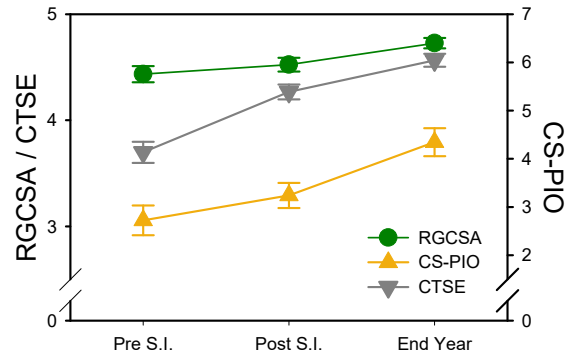 RGCSA / CTSE
5
4
3
0
7
6
5
4
3
2
0
CS-PIO
RGCSA
CS-PIO
CTSE
Pre S.I.
Post S.I.
End Year